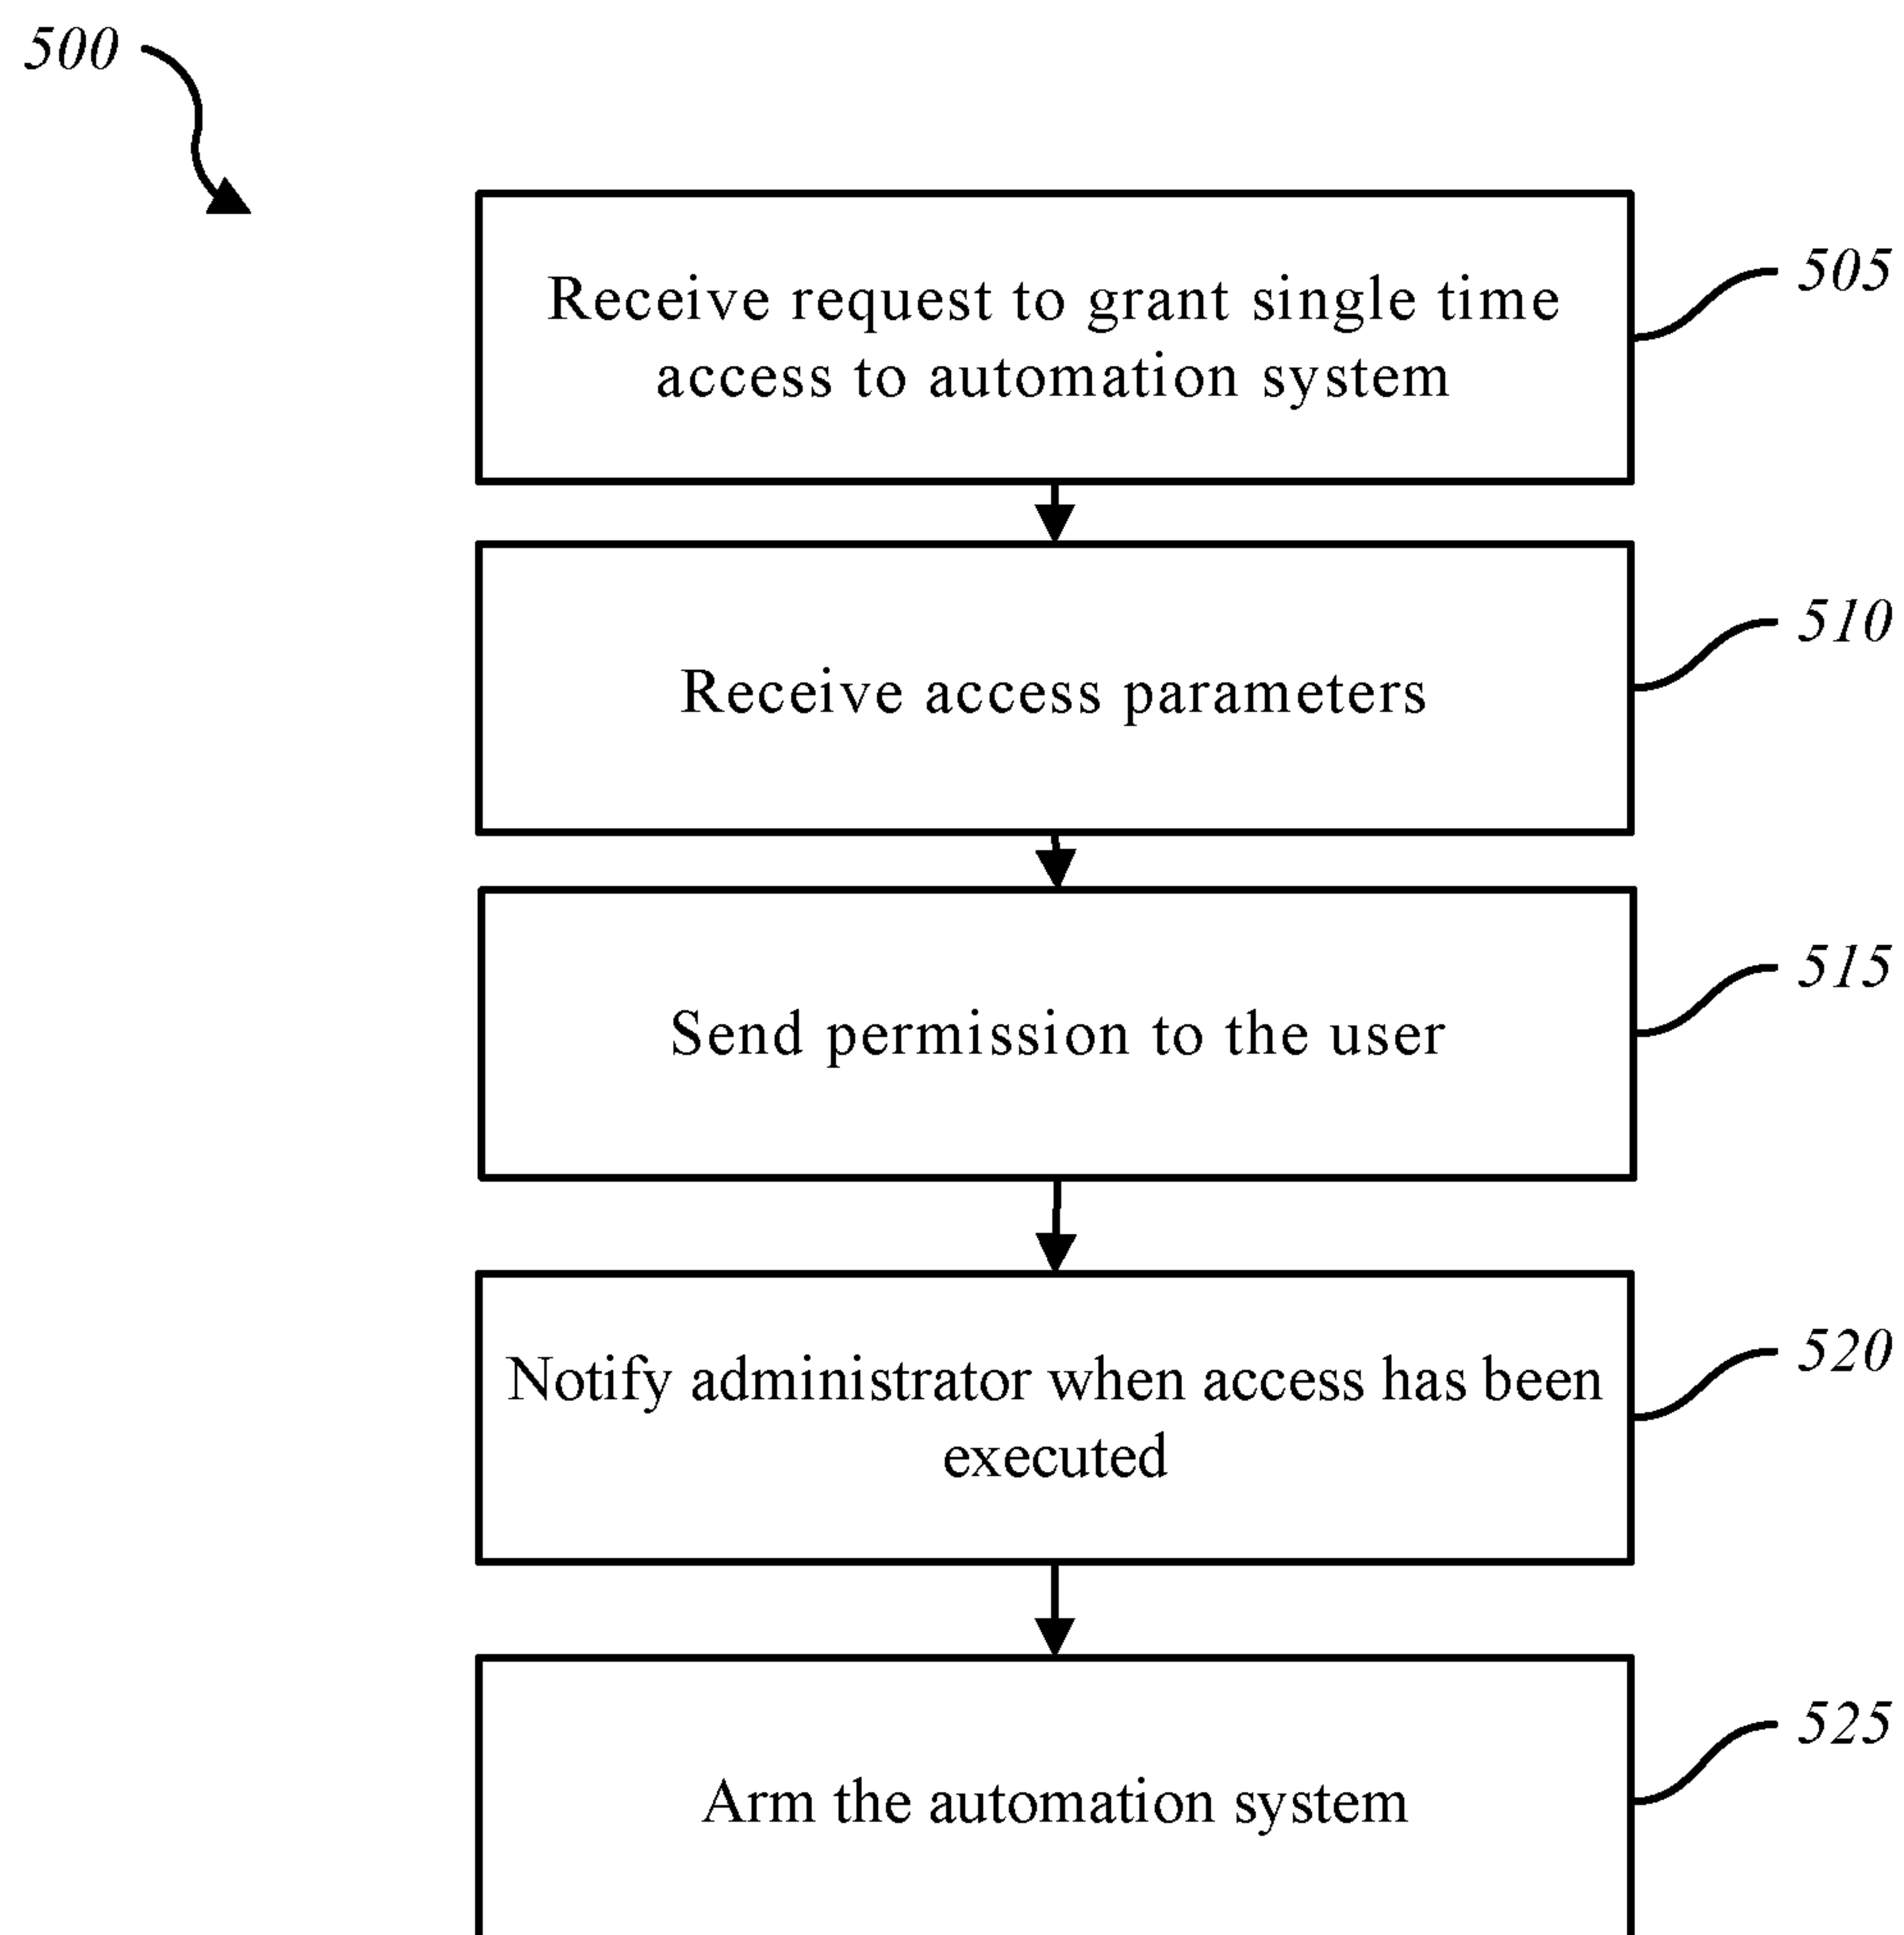 500
Receive request to grant single time
access to automation system
505
Receive access parameters
510
Send permission to the user
515
Notify administrator when access has been
executed
520
Arm the automation system
525